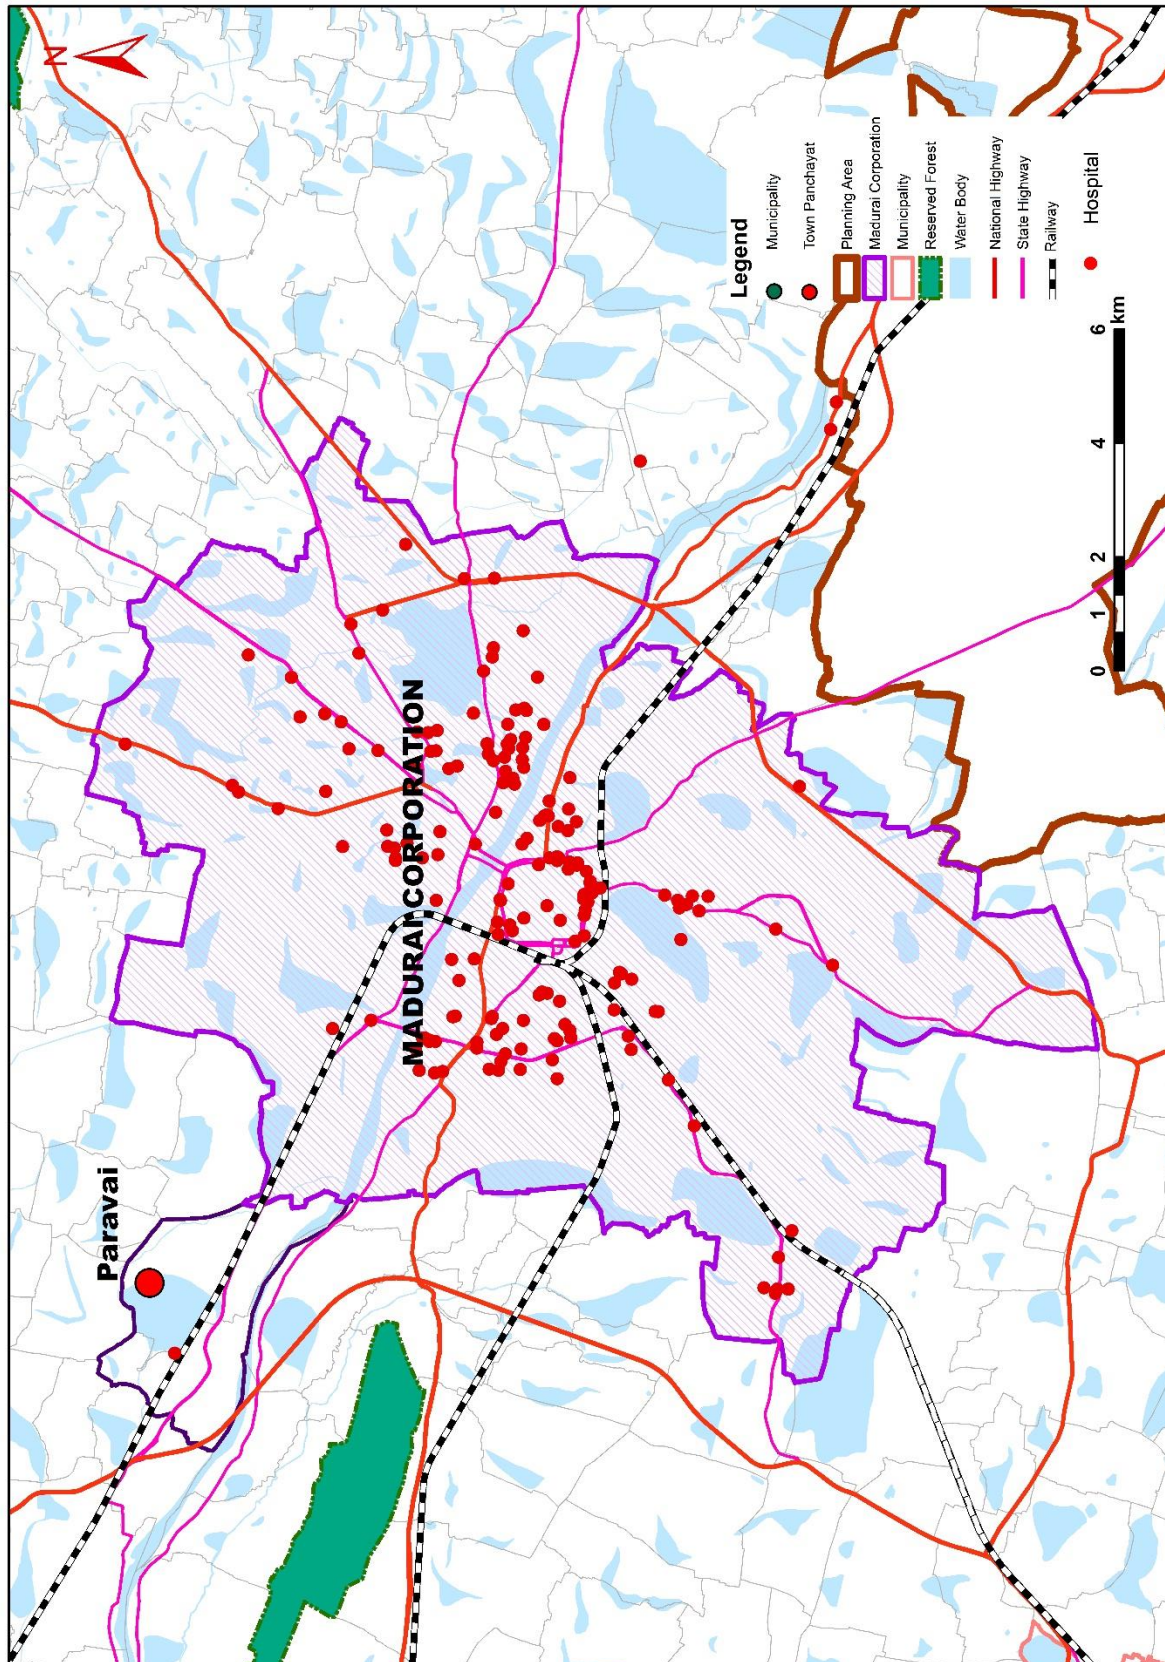 N
Paravai
MADURAI CORPORATION
Legend
Municipality
Town Panchayat
Planning Area
Madurai Corporation
Municipality
Reserved Forest
Water Body
National Highway
State Highway
Railway
Hospital
0 1 2 4 6
km